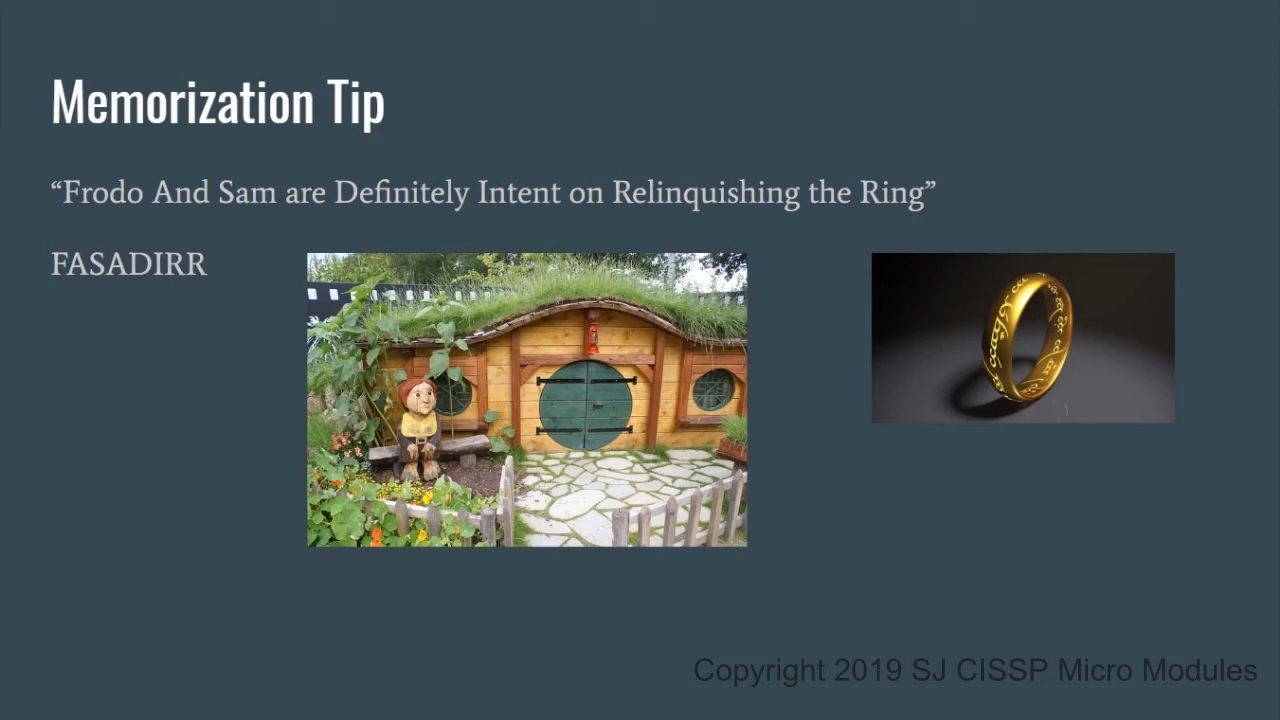 Memorization Tip
“Frodo And Sam are Definitely Intent on Relinquishing the Ring”
FASADIRR
Copyright 2019 SJ CISSP Micro Modules